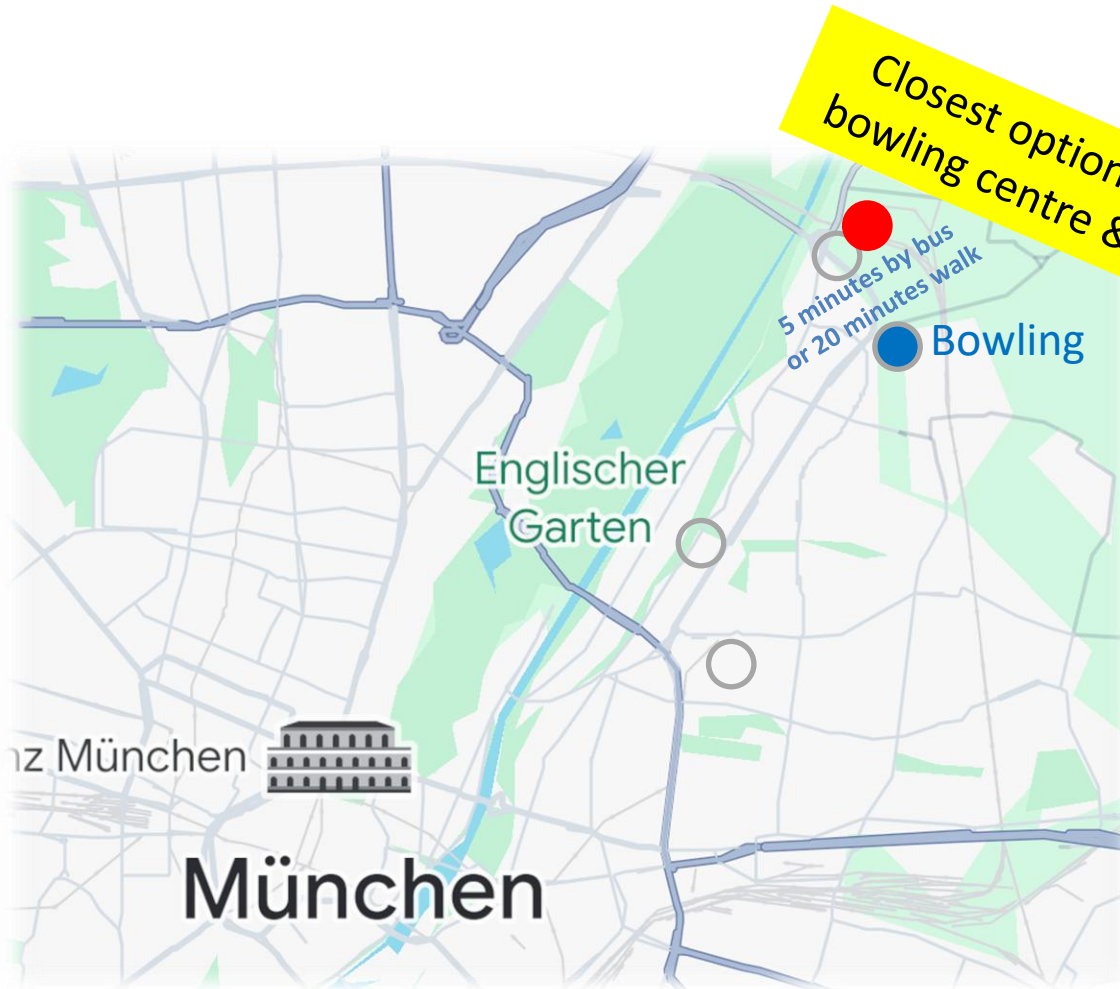 Closest option
bowling centre &
5 minutes by bus
or 20 minutes walk
Bowling
Englischer
Garten
nz München
München